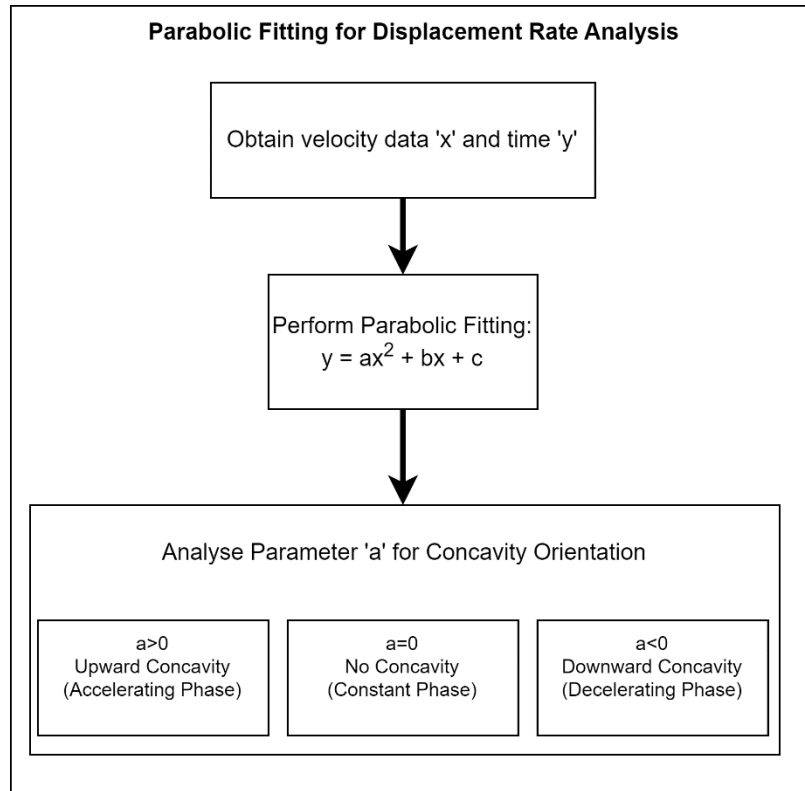 Parabolic Fitting for Displacement Rate Analysis
Obtain velocity data 'x' and time 'y'
Perform Parabolic Fitting:
y = ax² + bx + c
Analyse Parameter 'a' for Concavity Orientation
a>0
Upward Concavity
(Accelerating Phase)
a=0
No Concavity
(Constant Phase)
a<0
Downward Concavity
(Decelerating Phase)